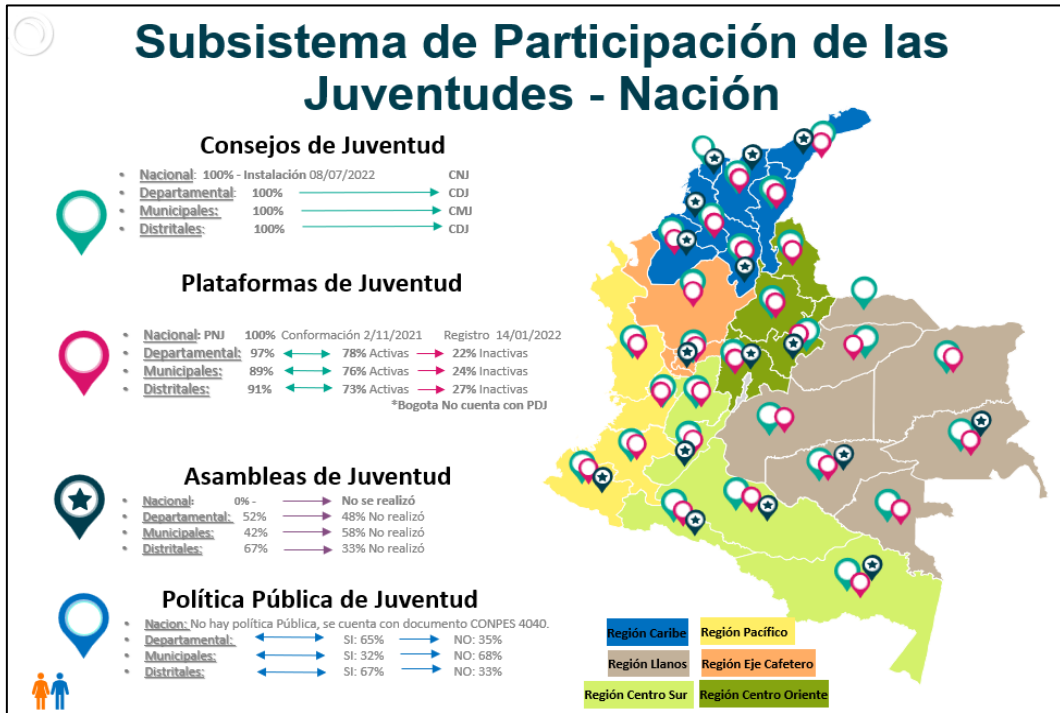 Subsistema de Participación de las
Juventudes - Nación
Consejos de Juventud
• Nacional: 100% - Instalación 08/07/2022 CNJ
• Departamental: 100% CDJ
• Municipales: 100% CMJ
• Distritales: 100% CDJ
Plataformas de Juventud
• Nacional: PNJ 100% Conformación 2/11/2021 Registro 14/01/2022
• Departamental: 97% 78% Activas 22% Inactivas
• Municipales: 89% 76% Activas 24% Inactivas
• Distritales: 91% 73% Activas 27% Inactivas
*Bogota No cuenta con PDJ
Asambleas de Juventud
• Nacional: 0% - No se realizó
• Departamental: 52% 48% No realizó
• Municipales: 42% 58% No realizó
• Distritales: 67% 33% No realizó
Política Pública de Juventud
• Nacion: No hay política Pública, se cuenta con documento CONPES 4040.
• Departamental: SI: 65% NO: 35%
• Municipales: SI: 32% NO: 68%
• Distritales: SI: 67% NO: 33%
Región Caribe Región Pacífico
Región Llanos Región Eje Cafetero
Región Centro Sur Región Centro Oriente